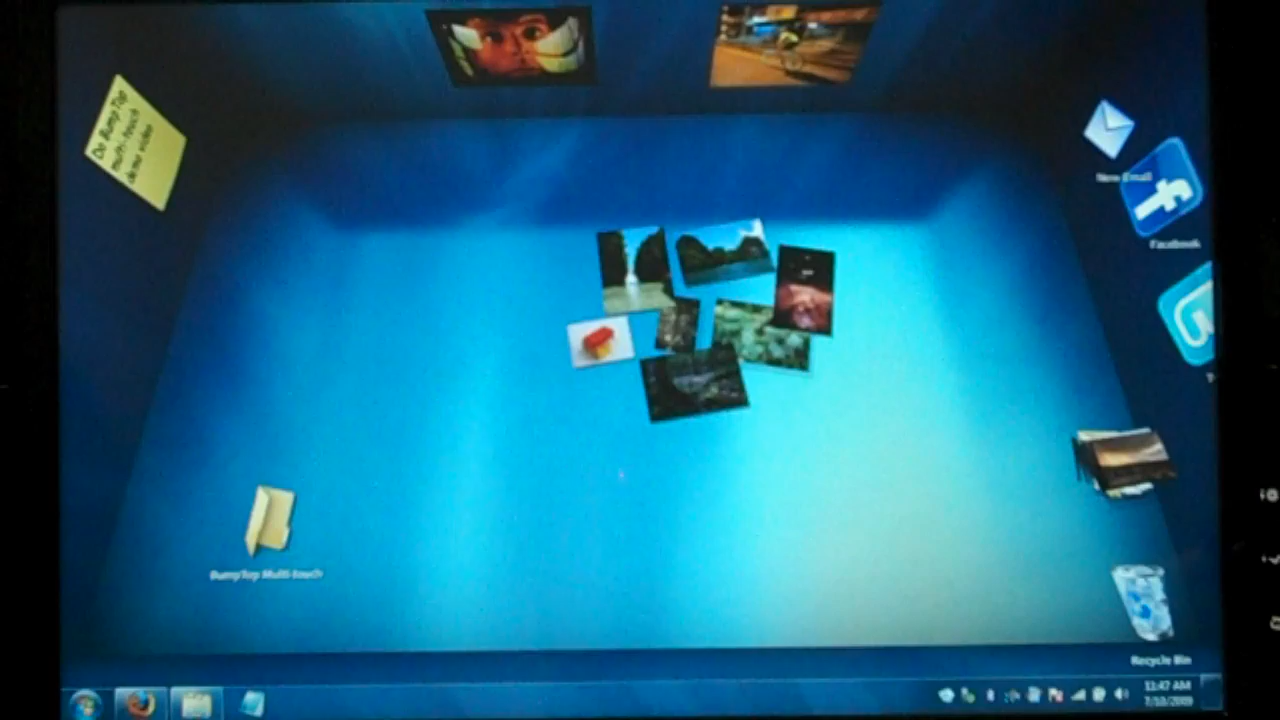 Do BumpTop
multi-touch
demo video
New Email
Facebook
BumpTop Multi-touch
Recycle Bin
11:47 AM
7/10/2009